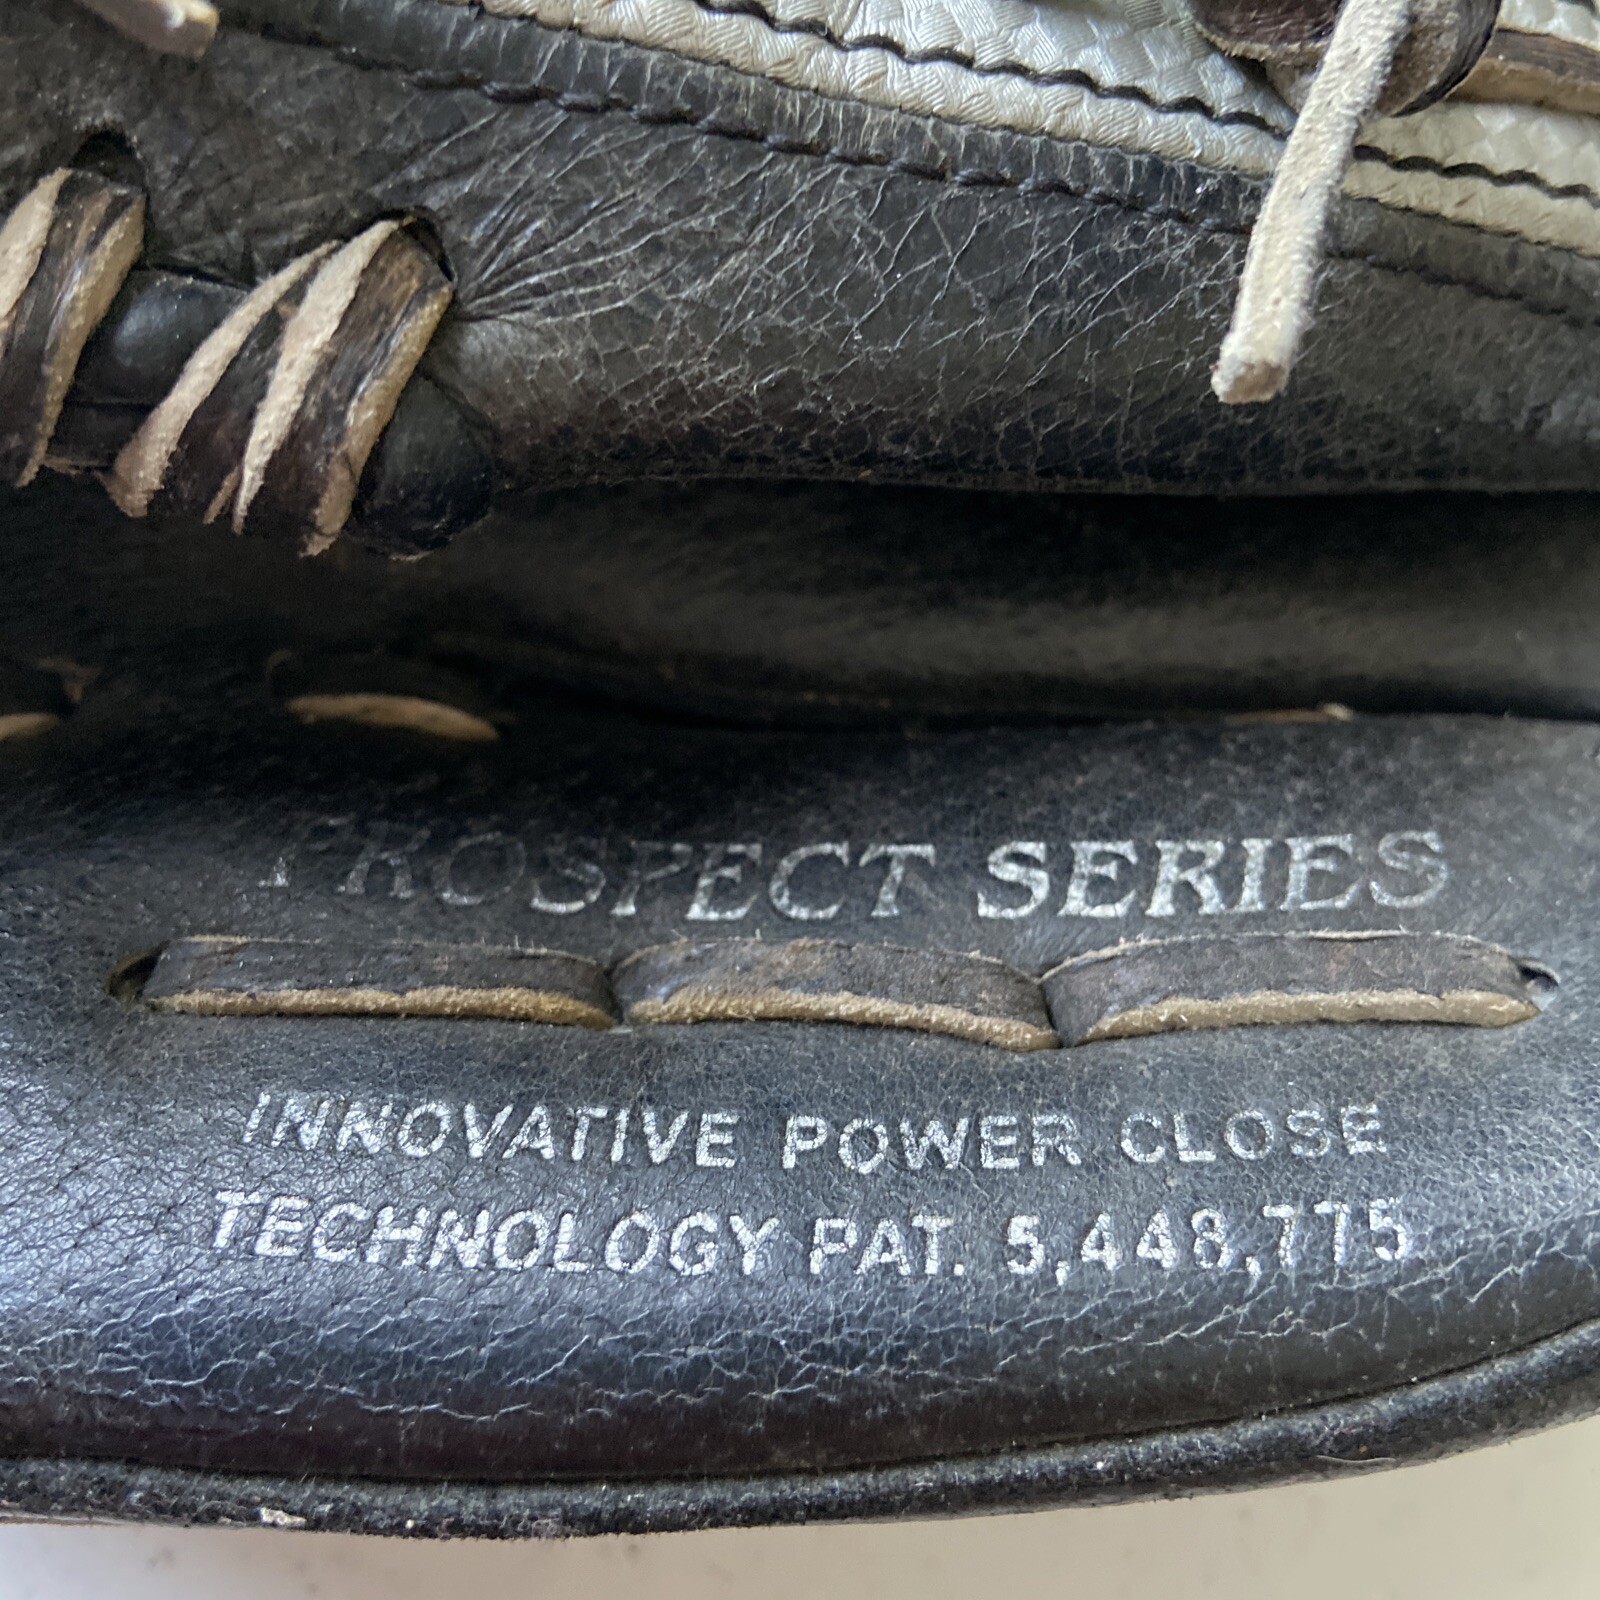 PROSPECT SERIES
INNOVATIVE POWER CLOSE
TECHNOLOGY PAT. 5,448,775